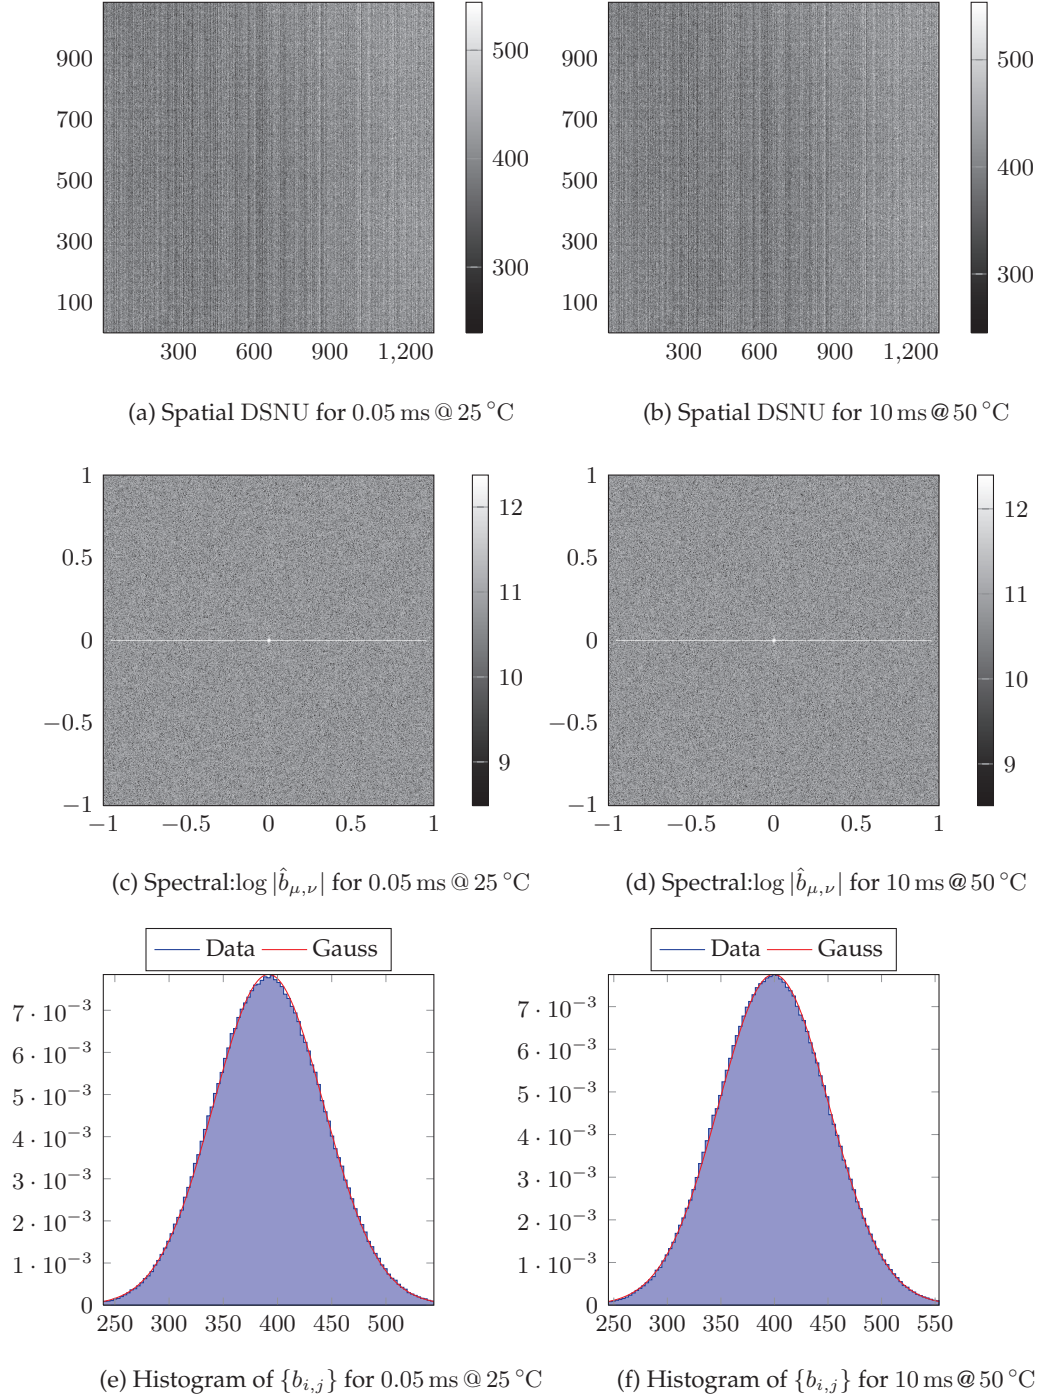 900
700
500
300
100
300 600 900 1,200
500
400
300
(a) Spatial DSNU for 0.05 ms @ 25 °C
900
700
500
300
100
300 600 900 1,200
500
400
300
(b) Spatial DSNU for 10 ms @ 50 °C
1
0.5
0
−0.5
−1
−1 −0.5 0 0.5 1
12
11
10
9
(c) Spectral:log |b̂μ,ν| for 0.05 ms @ 25 °C
1
0.5
0
−0.5
−1
−1 −0.5 0 0.5 1
12
11
10
9
(d) Spectral:log |b̂μ,ν| for 10 ms @ 50 °C
Data Gauss
7 · 10⁻³
6 · 10⁻³
5 · 10⁻³
4 · 10⁻³
3 · 10⁻³
2 · 10⁻³
1 · 10⁻³
0
250 300 350 400 450 500
(e) Histogram of {bi,j} for 0.05 ms @ 25 °C
Data Gauss
7 · 10⁻³
6 · 10⁻³
5 · 10⁻³
4 · 10⁻³
3 · 10⁻³
2 · 10⁻³
1 · 10⁻³
0
250 300 350 400 450 500 550
(f) Histogram of {bi,j} for 10 ms @ 50 °C